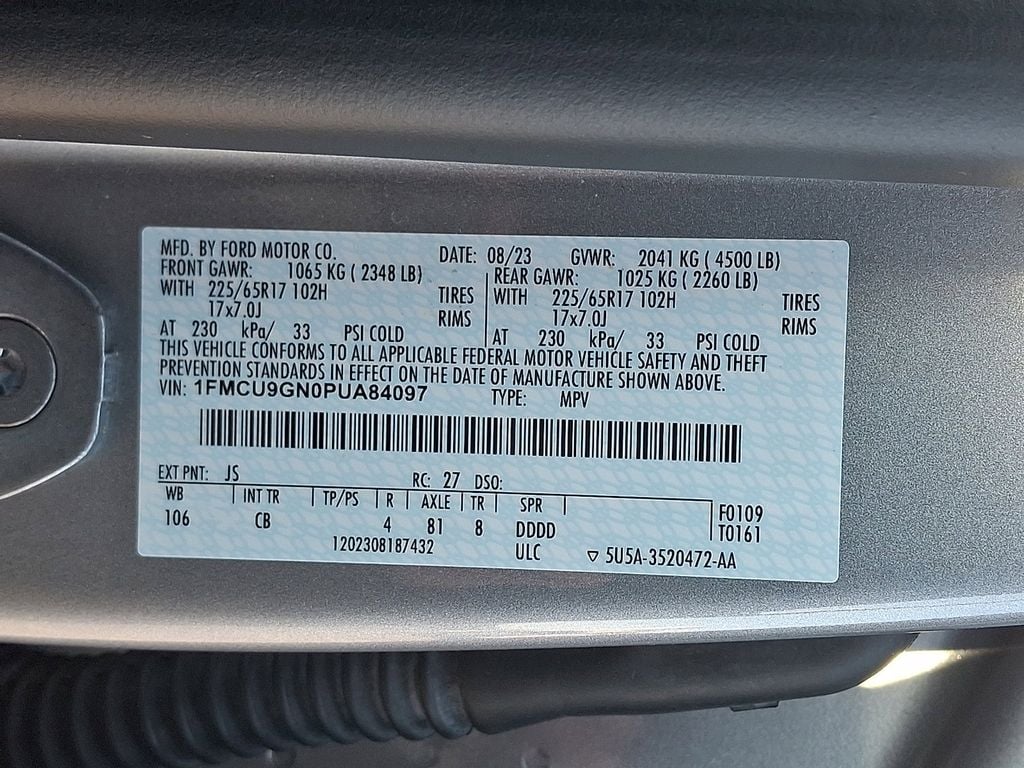 MFD. BY FORD MOTOR CO. DATE: 08/23 GVWR: 2041 KG ( 4500 LB)
FRONT GAWR: 1065 KG ( 2348 LB) REAR GAWR: 1025 KG ( 2260 LB)
WITH 225/65R17 102H TIRES WITH 225/65R17 102H TIRES
17x7.0J RIMS 17x7.0J RIMS
AT 230 kPa/ 33 PSI COLD AT 230 kPa/ 33 PSI COLD
THIS VEHICLE CONFORMS TO ALL APPLICABLE FEDERAL MOTOR VEHICLE SAFETY AND THEFT
PREVENTION STANDARDS IN EFFECT ON THE DATE OF MANUFACTURE SHOWN ABOVE.
VIN: 1FMCU9GN0PUA84097 TYPE: MPV
EXT PNT: JS RC: 27 DSO:
WB INT TR TP/PS R AXLE TR SPR F0109
106 CB 4 81 8 DDDD T0161
1202308187432 ULC ▽ 5U5A-3520472-AA